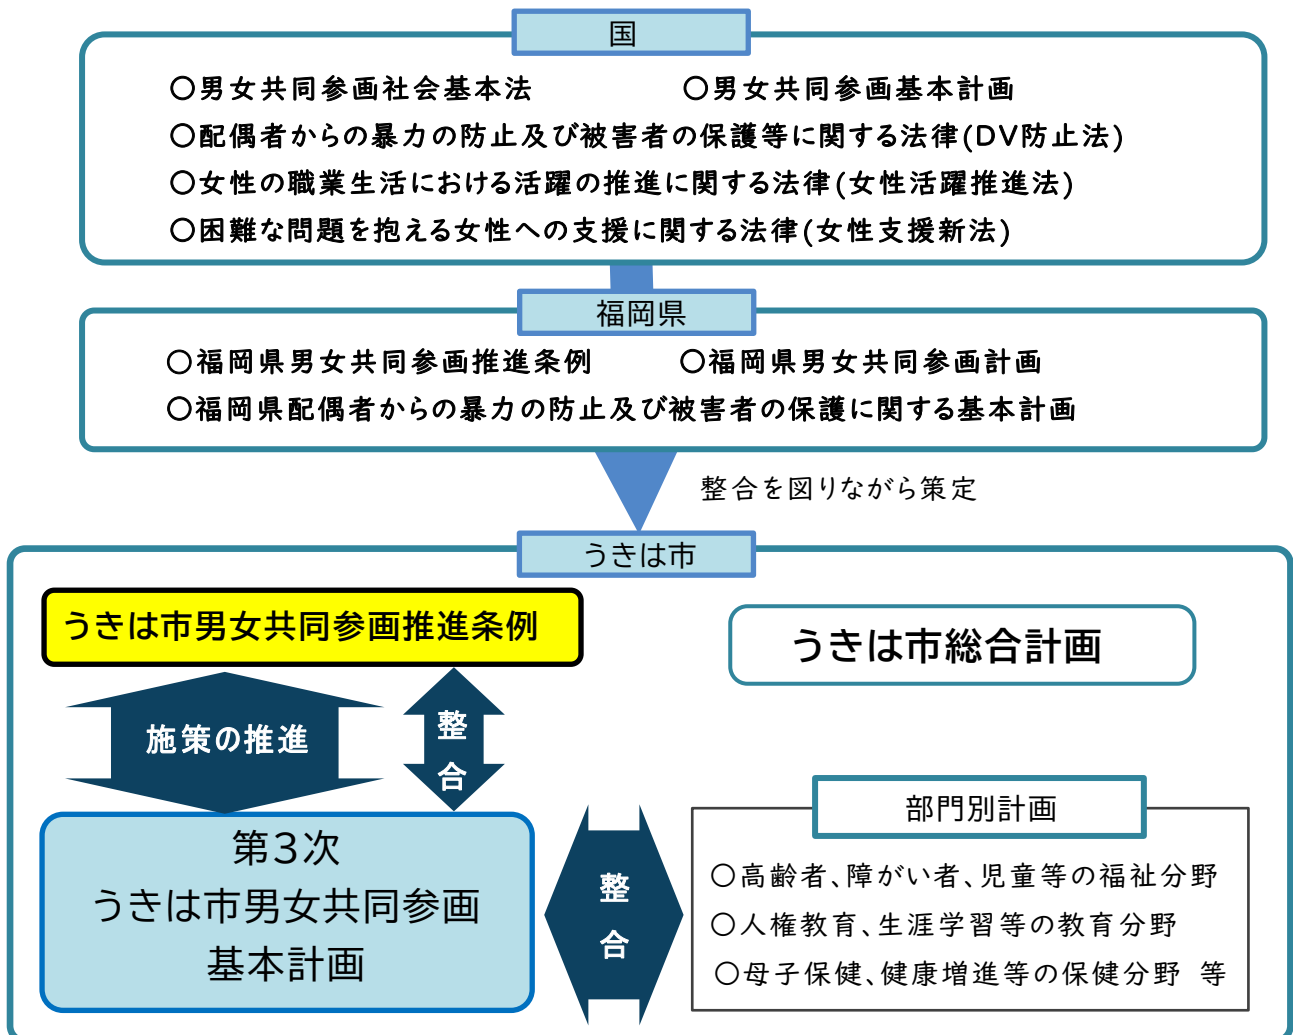 国
○男女共同参画社会基本法 ○男女共同参画基本計画
○配偶者からの暴力の防止及び被害者の保護等に関する法律(DV防止法)
○女性の職業生活における活躍の推進に関する法律(女性活躍推進法)
○困難な問題を抱える女性への支援に関する法律(女性支援新法)
福岡県
○福岡県男女共同参画推進条例 ○福岡県男女共同参画計画
○福岡県配偶者からの暴力の防止及び被害者の保護に関する基本計画
整合を図りながら策定
うきは市
うきは市男女共同参画推進条例
うきは市総合計画
施策の推進
整
合
第3次
うきは市男女共同参画
基本計画
整
合
部門別計画
○高齢者、障がい者、児童等の福祉分野
○人権教育、生涯学習等の教育分野
○母子保健、健康増進等の保健分野 等